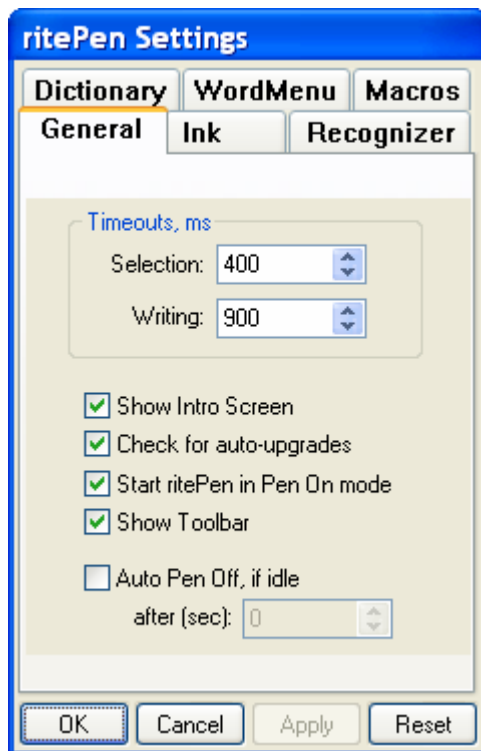 ritePen Settings
Dictionary WordMenu Macros
General Ink Recognizer
Timeouts, ms
Selection: 400
Writing: 900
Show Intro Screen
Check for auto-upgrades
Start ritePen in Pen On mode
Show Toolbar
Auto Pen Off, if idle
after (sec): 0
OK Cancel Apply Reset